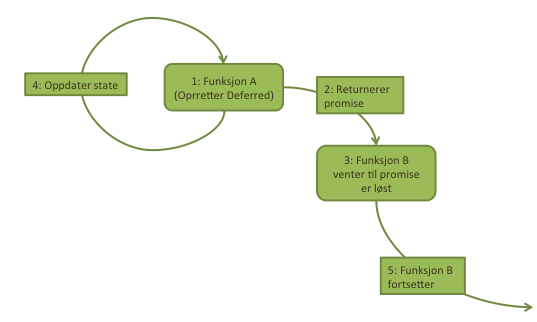 1: Funksjon A
(Oprretter Deferred)
2: Returnerer
promise
3: Funksjon B
venter til promise
er løst
4: Oppdater state
5: Funksjon B
fortsetter